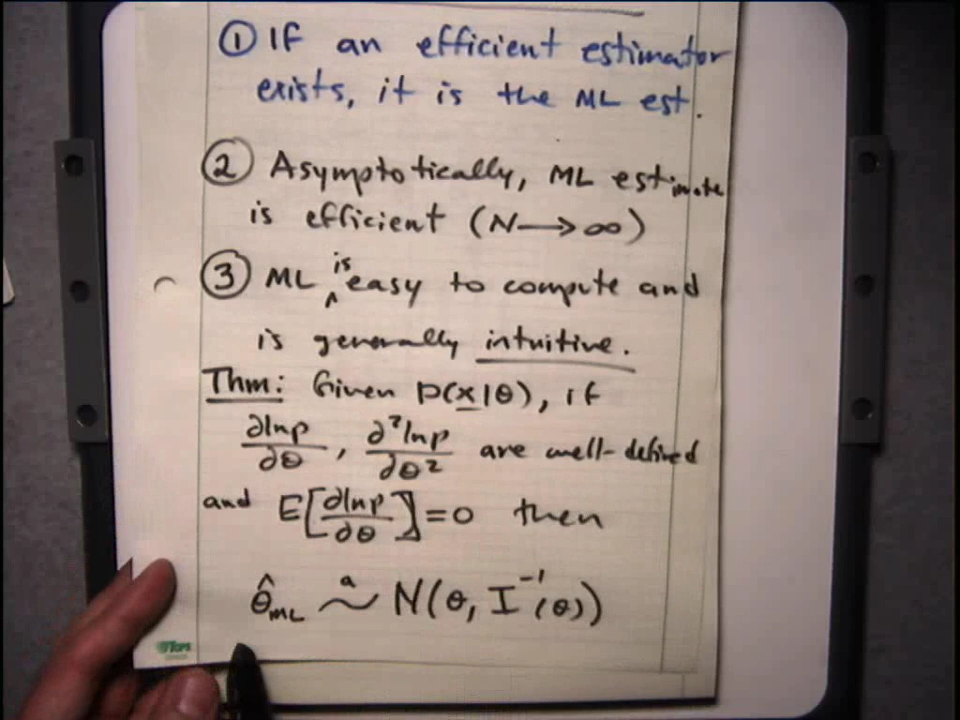 ① If an efficient estimator
exists, it is the ML est.
② Asymptotically, ML estimate
is efficient (N → ∞)
③ ML is easy to compute and
is generally intuitive.
Thm: Given p(x|θ), if
∂lnp/∂θ, ∂²lnp/∂θ² are well-defined
and E[∂lnp/∂θ] = 0 then
θ̂ML ~ᵃ N(θ, I⁻¹(θ))
TOPS